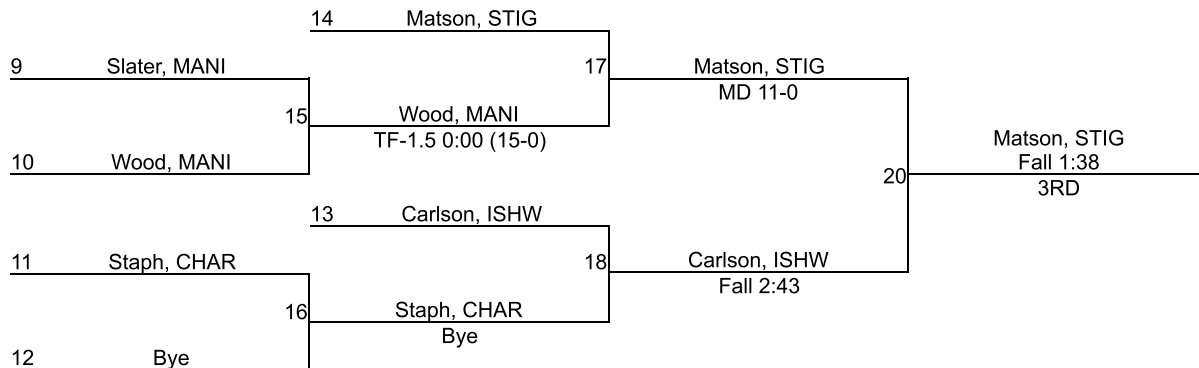 14 Matson, STIG
9 Slater, MANI
17 Matson, STIG
MD 11-0
15 Wood, MANI
TF-1.5 0:00 (15-0)
Matson, STIG
10 Wood, MANI
Fall 1:38
20
3RD
13 Carlson, ISHW
11 Staph, CHAR
18 Carlson, ISHW
Fall 2:43
16 Staph, CHAR
Bye
12 Bye